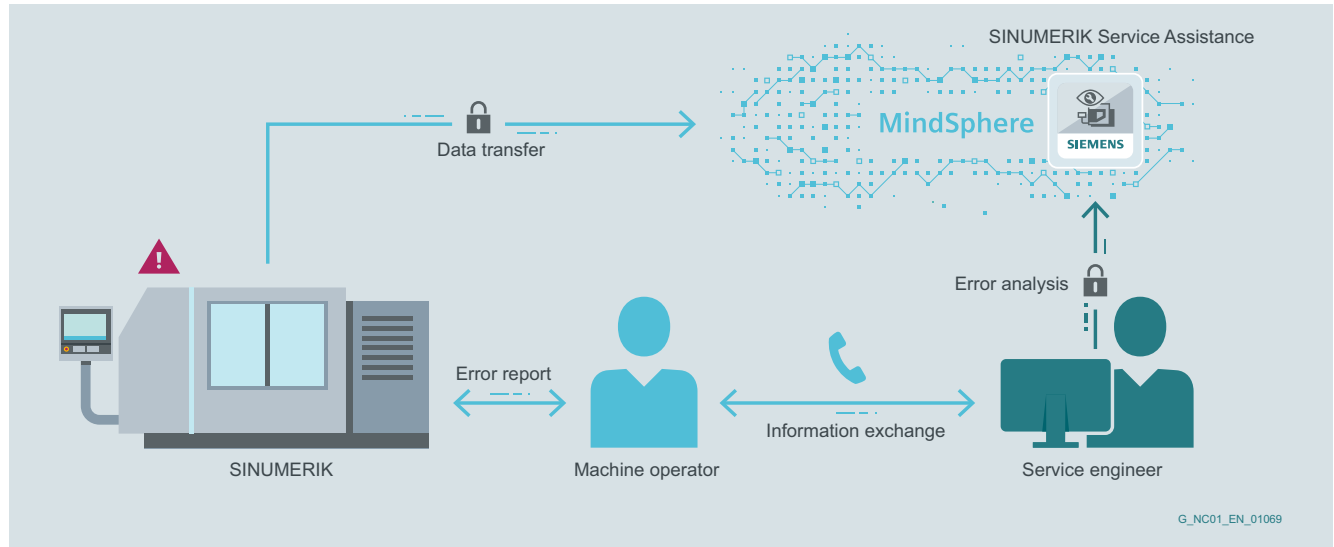 SINUMERIK Service Assistance
MindSphere
SIEMENS
Data transfer
Error analysis
Error report
Information exchange
SINUMERIK
Machine operator
Service engineer
G_NC01_EN_01069